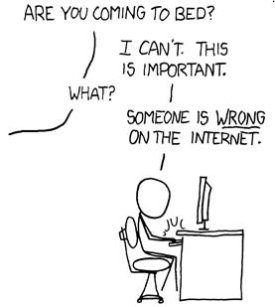 ARE YOU COMING TO BED?
I CAN'T. THIS
IS IMPORTANT.
WHAT?
SOMEONE IS WRONG
ON THE INTERNET.